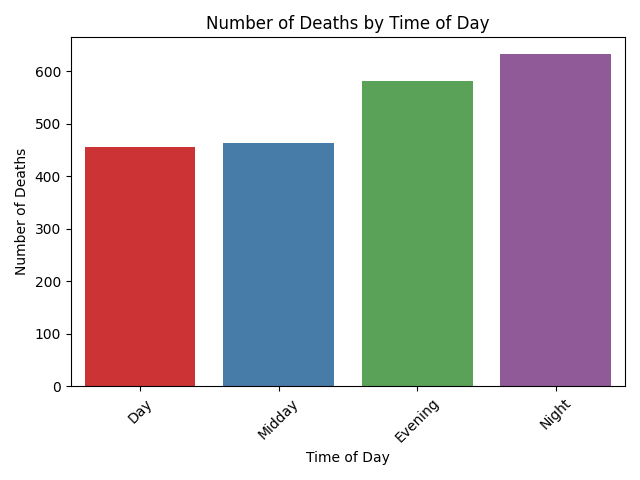 Number of Deaths by Time of Day
Number of Deaths
600
500
400
300
200
100
0
Day
Midday
Evening
Night
Time of Day